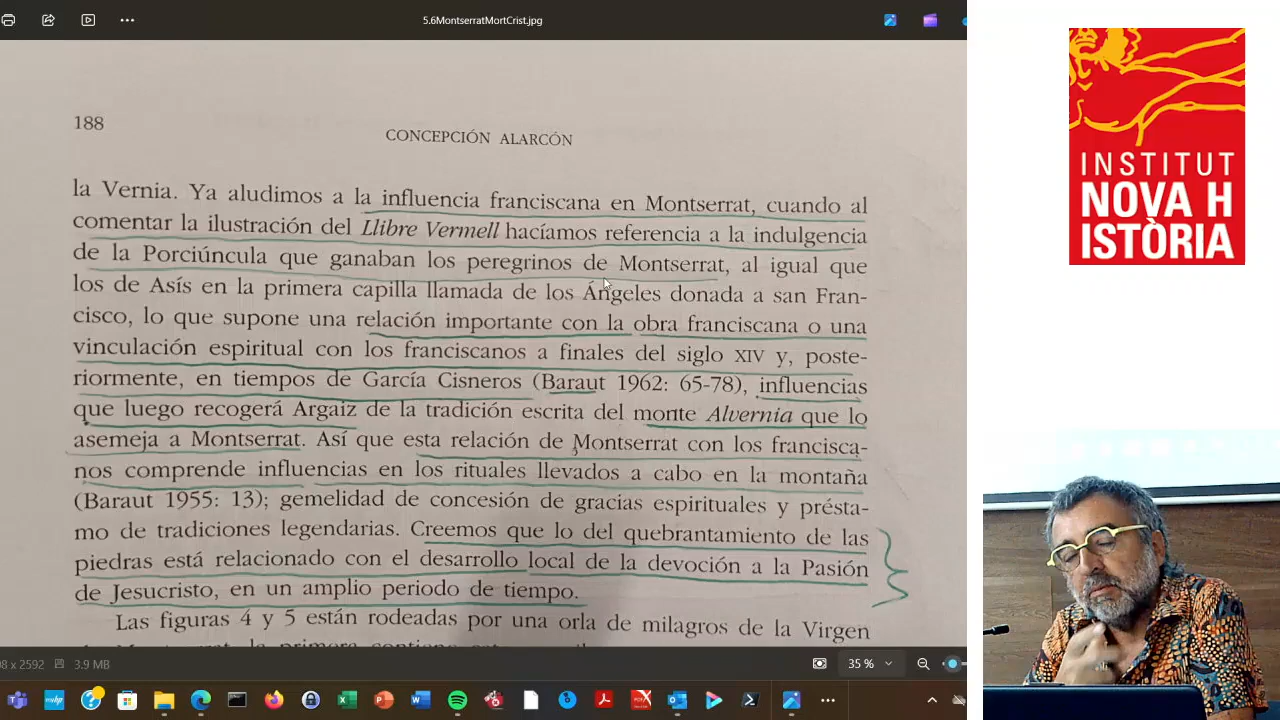 5.6MontserratMortCrist.jpg
188
CONCEPCIÓN ALARCÓN
la Vernia. Ya aludimos a la influencia franciscana en Montserrat, cuando al
comentar la ilustración del Llibre Vermell hacíamos referencia a la indulgencia
de la Porciúncula que ganaban los peregrinos de Montserrat, al igual que
los de Asís en la primera capilla llamada de los Ángeles donada a san Fran-
cisco, lo que supone una relación importante con la obra franciscana o una
vinculación espiritual con los franciscanos a finales del siglo XIV y, poste-
riormente, en tiempos de García Cisneros (Baraut 1962: 65-78), influencias
que luego recogerá Argaiz de la tradición escrita del monte Alvernia que lo
asemeja a Montserrat. Así que esta relación de Montserrat con los francisca-
nos comprende influencias en los rituales llevados a cabo en la montaña
(Baraut 1955: 13); gemelidad de concesión de gracias espirituales y présta-
mo de tradiciones legendarias. Creemos que lo del quebrantamiento de las
piedras está relacionado con el desarrollo local de la devoción a la Pasión
de Jesucristo, en un amplio periodo de tiempo.
Las figuras 4 y 5 están rodeadas por una orla de milagros de la Virgen
8 x 2592
3.9 MB
35 %
INSTITUT
NOVA H
ISTÒRIA